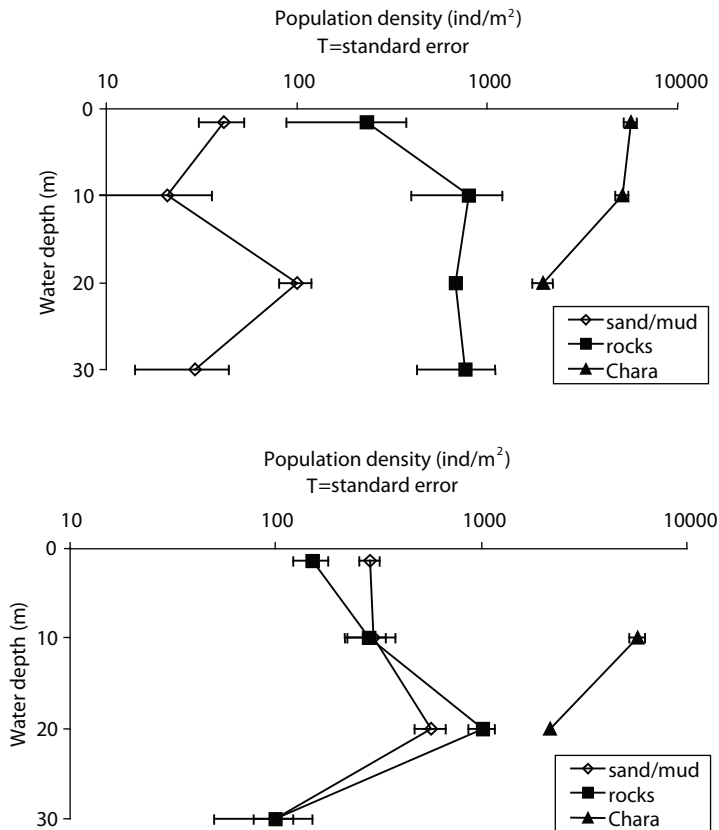 Population density (ind/m²)
T=standard error
10 100 1000 10000
0
10
20
30
Water depth (m)
sand/mud
rocks
Chara
Population density (ind/m²)
T=standard error
10 100 1000 10000
0
10
20
30
Water depth (m)
sand/mud
rocks
Chara